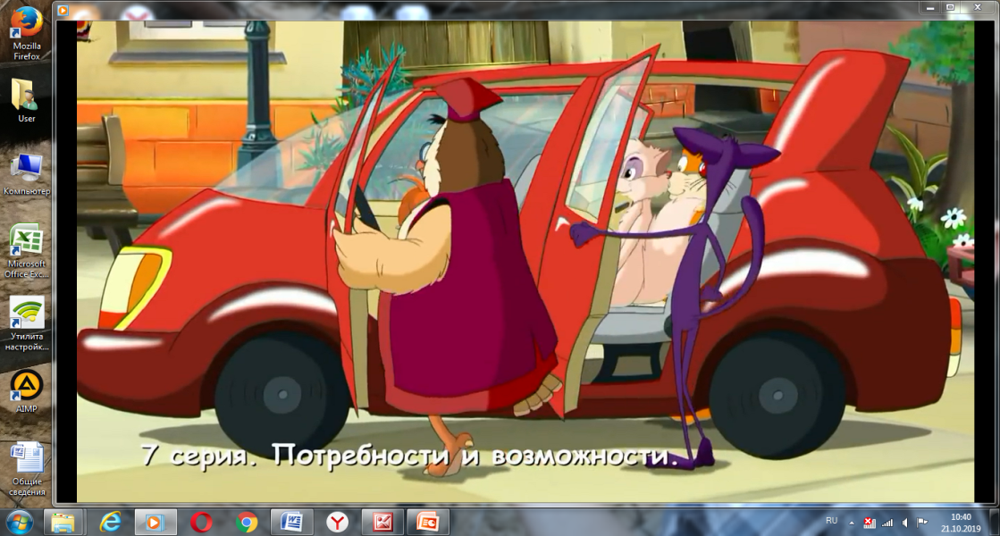 Mozilla
Firefox
User
Компьютер
Microsoft
Office Exc...
Утилита
настройк...
AIMP
Общие
сведения
7 серия. Потребности и возможности.
RU
10:40
21.10.2019